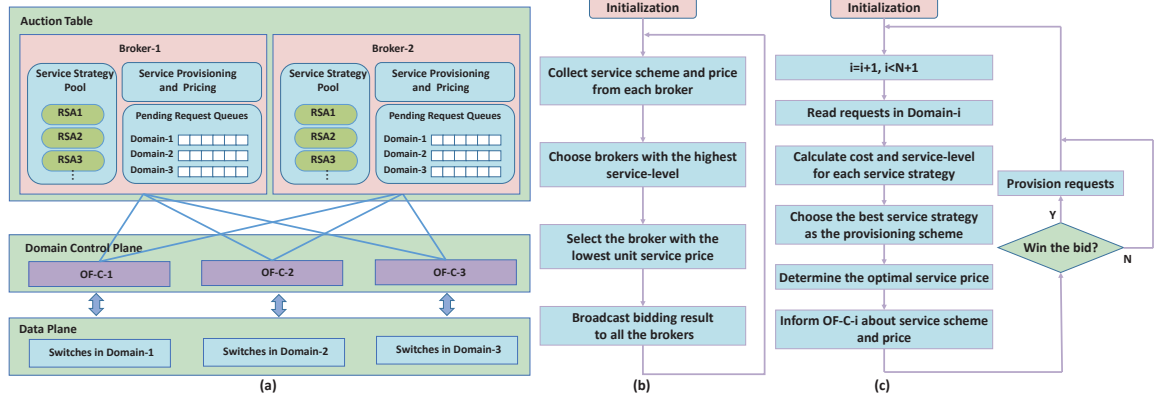 Auction Table
Broker-1
Service Strategy
Pool
RSA1
RSA2
RSA3
⋮
Service Provisioning
and Pricing
Pending Request Queues
Domain-1
Domain-2
Domain-3
Broker-2
Service Strategy
Pool
RSA1
RSA2
RSA3
⋮
Service Provisioning
and Pricing
Pending Request Queues
Domain-1
Domain-2
Domain-3
Domain Control Plane
OF-C-1
OF-C-2
OF-C-3
Data Plane
Switches in Domain-1
Switches in Domain-2
Switches in Domain-3
(a)
Initialization
Collect service scheme and price
from each broker
Choose brokers with the highest
service-level
Select the broker with the
lowest unit service price
Broadcast bidding result
to all the brokers
(b)
Initialization
i=i+1, i<N+1
Read requests in Domain-i
Calculate cost and service-level
for each service strategy
Choose the best service strategy
as the provisioning scheme
Determine the optimal service price
Inform OF-C-i about service scheme
and price
Provision requests
Y
Win the bid?
N
(c)